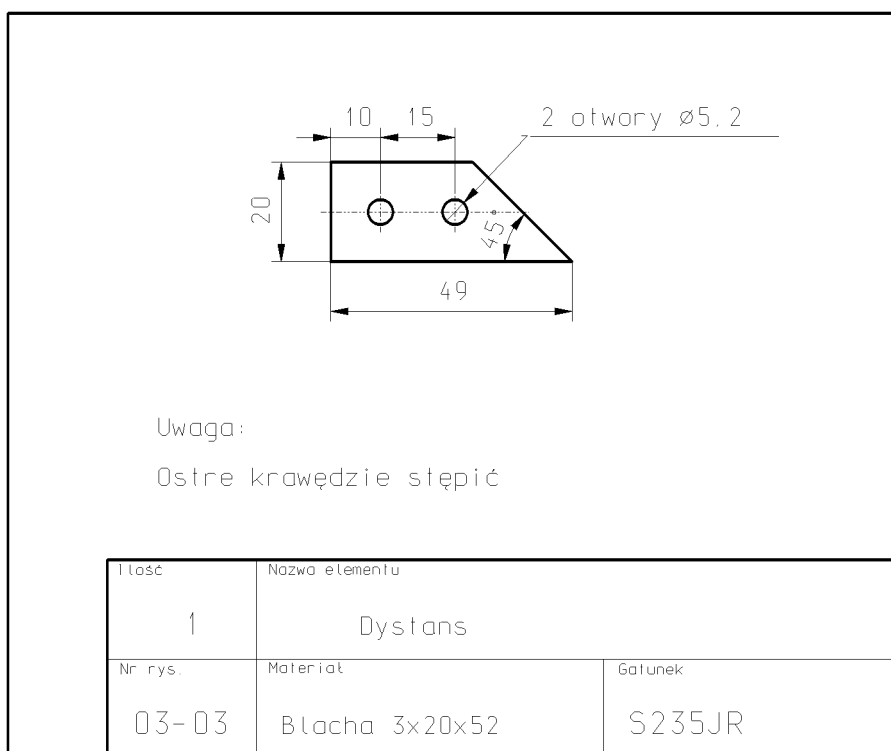 10 15 2 otwory ø5.2
20
45°
49
Uwaga:
Ostre krawędzie stępić
Ilość Nazwa elementu
1 Dystans
Nr rys. Materiał Gatunek
03-03 Blacha 3x20x52 S235JR